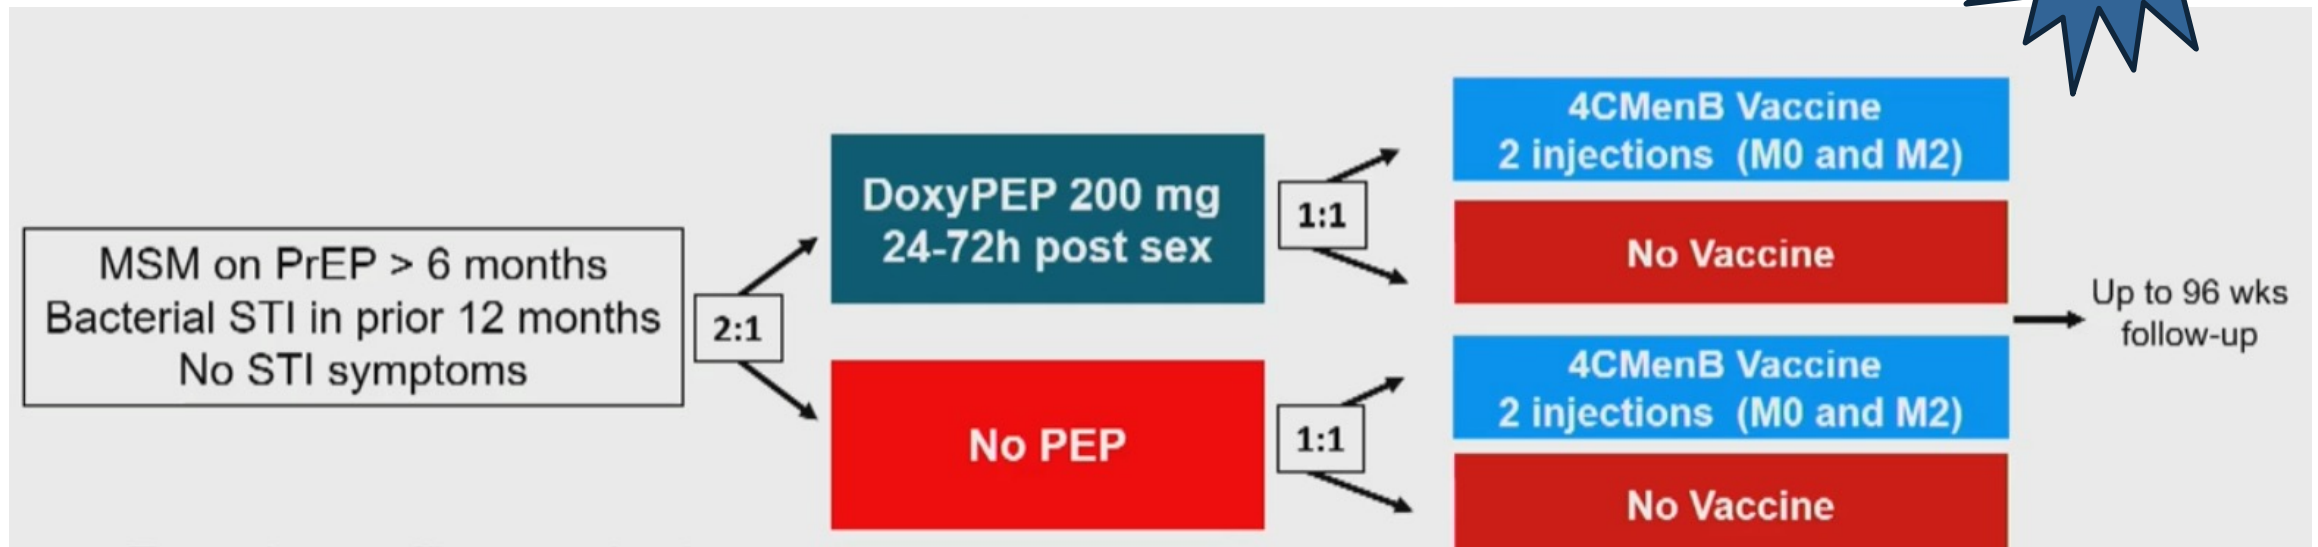 MSM on PrEP > 6 months
Bacterial STI in prior 12 months
No STI symptoms
2:1
DoxyPEP 200 mg
24-72h post sex
No PEP
1:1
1:1
4CMenB Vaccine
2 injections (M0 and M2)
No Vaccine
4CMenB Vaccine
2 injections (M0 and M2)
No Vaccine
Up to 96 wks
follow-up